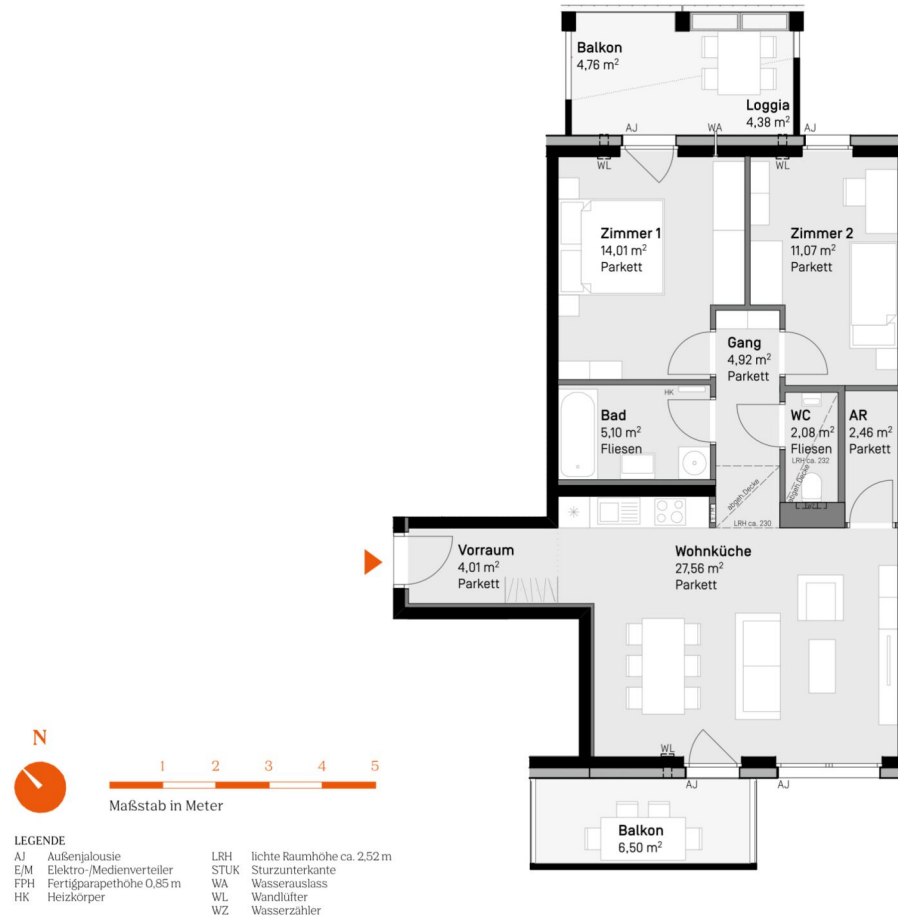 Balkon
4,76 m²
Loggia
4,38 m²
AJ
WA
AJ
WL
WL
Zimmer 1
14,01 m²
Parkett
Zimmer 2
11,07 m²
Parkett
Gang
4,92 m²
Parkett
HK
Bad
5,10 m²
Fliesen
WC
2,08 m²
Fliesen
LRH ca. 232
abgeh.Decke
AR
2,46 m²
Parkett
abgeh.Decke
LRH ca. 230
Vorraum
4,01 m²
Parkett
Wohnküche
27,56 m²
Parkett
WL
AJ
AJ
Balkon
6,50 m²
N
1 2 3 4 5
Maßstab in Meter
LEGENDE
AJ Außenjalousie
E/M Elektro-/Medienverteiler
FPH Fertigparapethöhe 0,85 m
HK Heizkörper
LRH lichte Raumhöhe ca. 2,52 m
STUK Sturzunterkante
WA Wasserauslass
WL Wandlüfter
WZ Wasserzähler